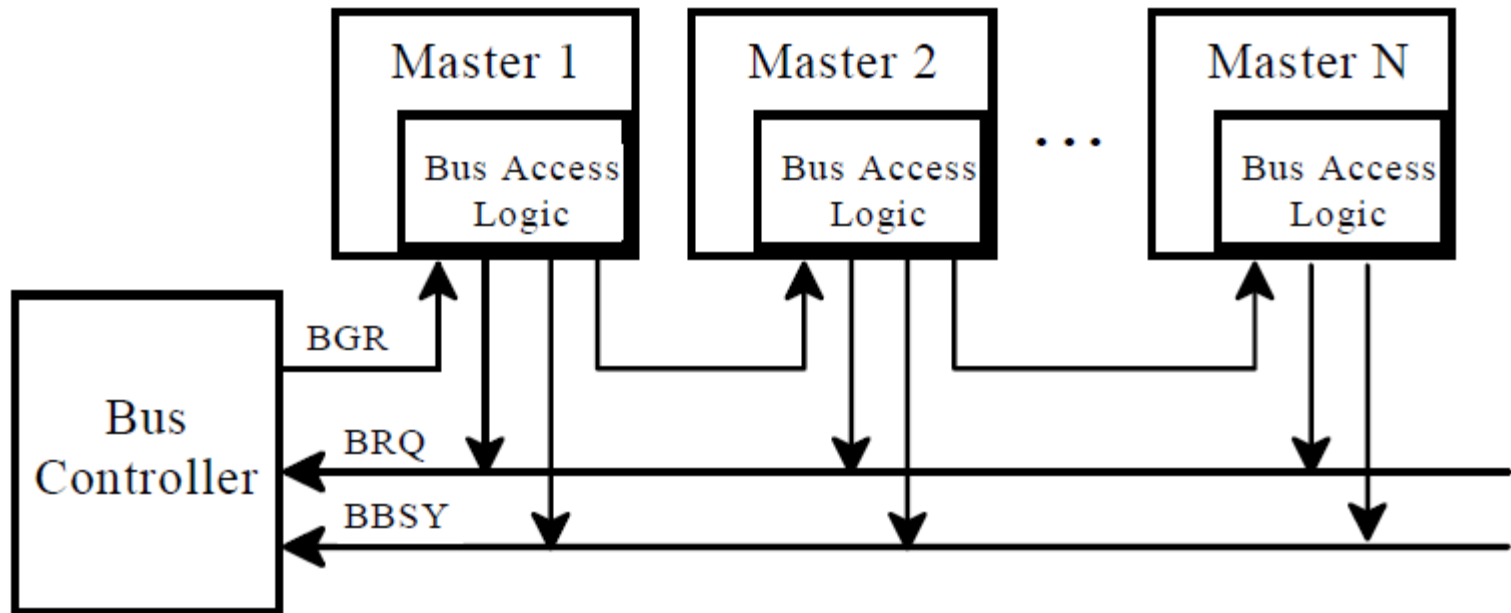 Master 1
Master 2
Master N
Bus Access
Logic
Bus Access
Logic
...
Bus Access
Logic
BGR
Bus
Controller
BRQ
BBSY